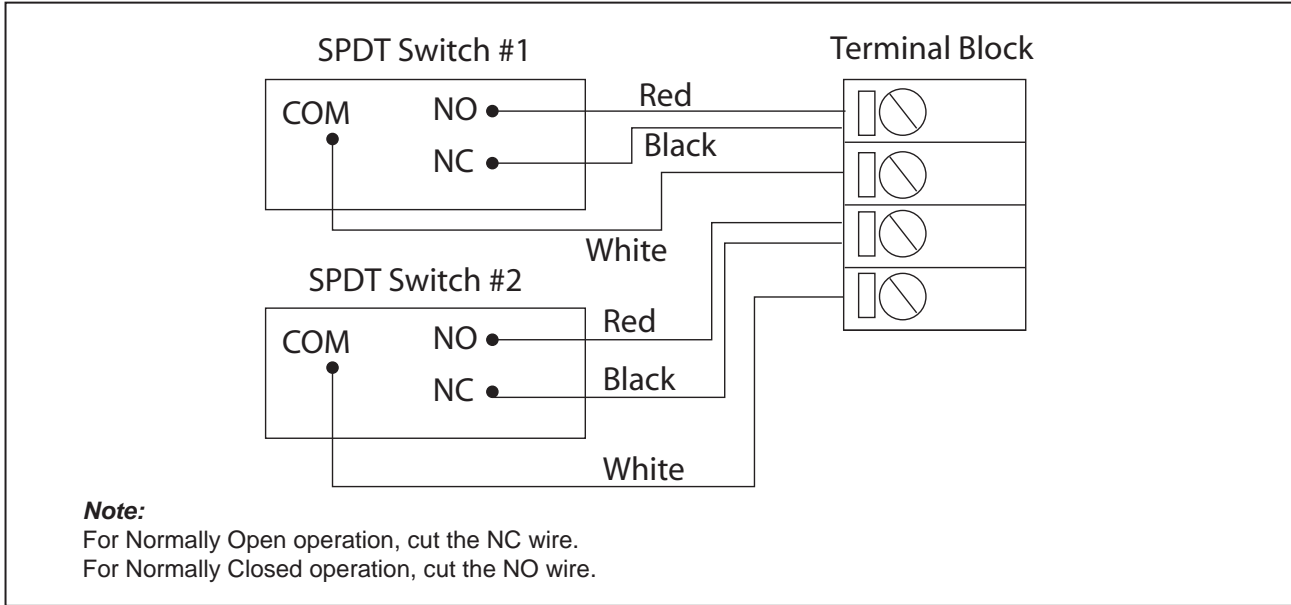 SPDT Switch #1
Terminal Block
COM
NO
Red
NC
Black
White
SPDT Switch #2
COM
NO
Red
NC
Black
White
Note:
For Normally Open operation, cut the NC wire.
For Normally Closed operation, cut the NO wire.